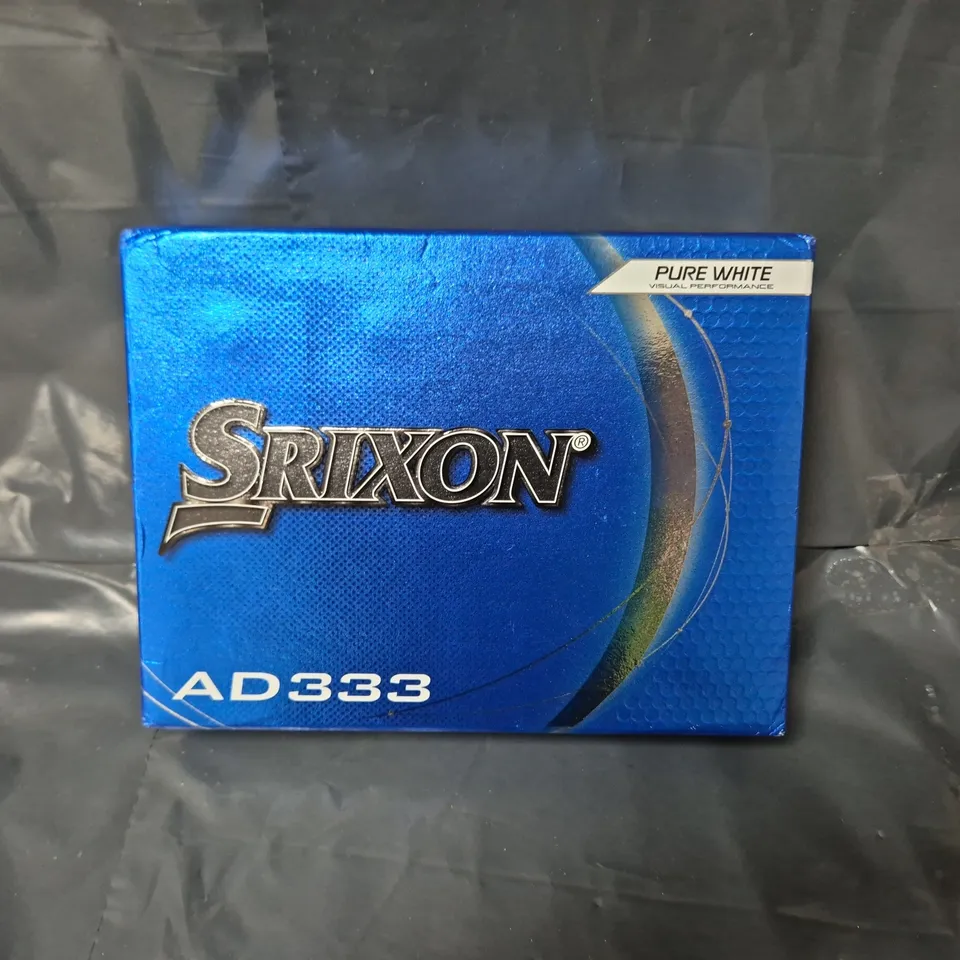 PURE WHITE
VISUAL PERFORMANCE
SRIXON®
AD333